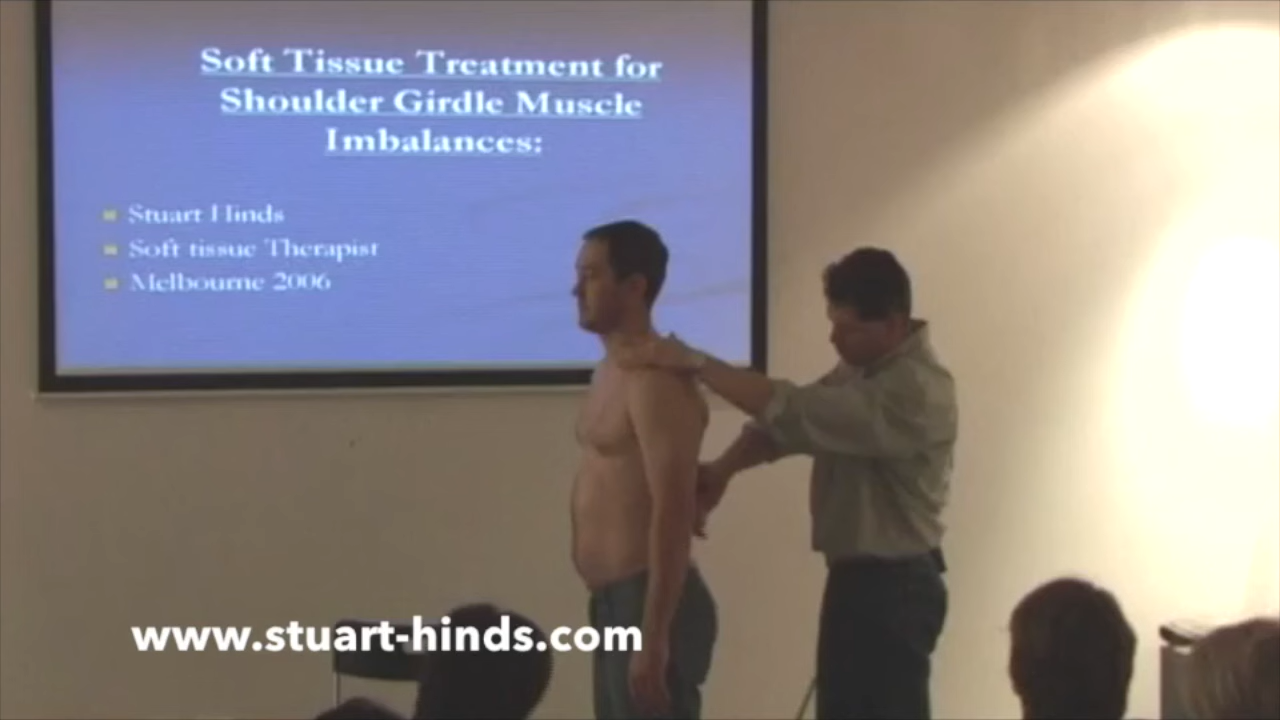 Soft Tissue Treatment for
Shoulder Girdle Muscle
Imbalances:
Stuart Hinds
Soft tissue Therapist
Melbourne 2006
www.stuart-hinds.com